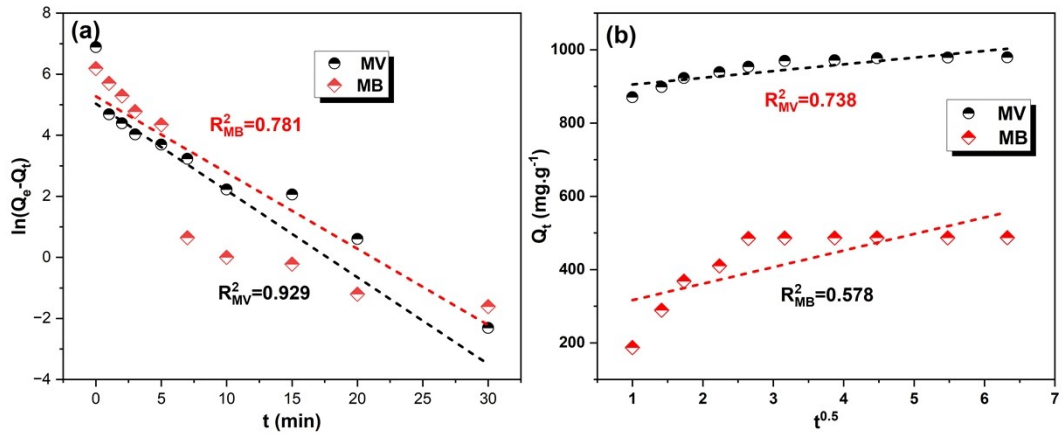 (a)
MV
MB
R²MB=0.781
R²MV=0.929
ln(Qe-Qt)
8
6
4
2
0
−2
−4
0 5 10 15 20 25 30
t (min)
(b)
R²MV=0.738
MV
MB
R²MB=0.578
Qt (mg.g-1)
1000
800
600
400
200
1 2 3 4 5 6 7
t0.5